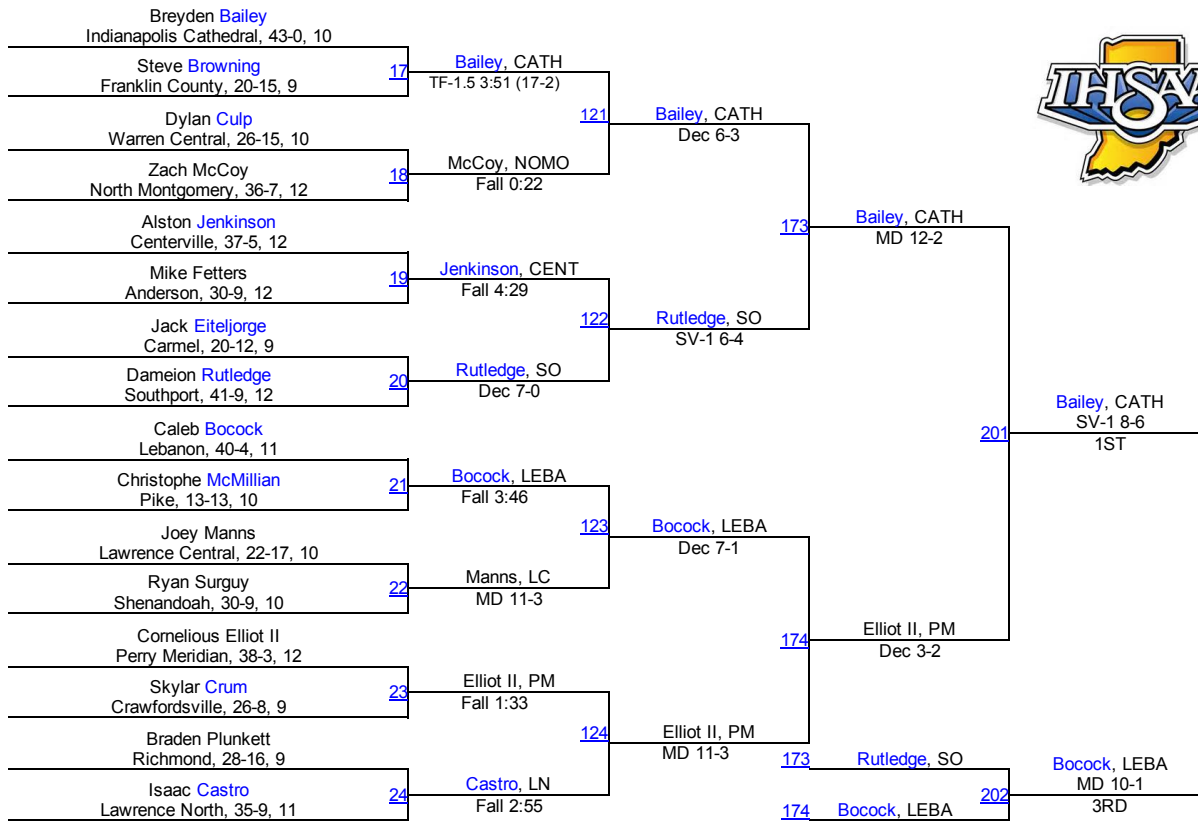 Breyden Bailey
Indianapolis Cathedral, 43-0, 10
Steve Browning
Franklin County, 20-15, 9
17
Dylan Culp
Warren Central, 26-15, 10
Zach McCoy
North Montgomery, 36-7, 12
18
Alston Jenkinson
Centerville, 37-5, 12
Mike Fetters
Anderson, 30-9, 12
19
Jack Eiteljorge
Carmel, 20-12, 9
Dameion Rutledge
Southport, 41-9, 12
20
Caleb Bocock
Lebanon, 40-4, 11
Christophe McMillian
Pike, 13-13, 10
21
Joey Manns
Lawrence Central, 22-17, 10
Ryan Surguy
Shenandoah, 30-9, 10
22
Cornelious Elliot II
Perry Meridian, 38-3, 12
Skylar Crum
Crawfordsville, 26-8, 9
23
Braden Plunkett
Richmond, 28-16, 9
Isaac Castro
Lawrence North, 35-9, 11
24
Bailey, CATH
TF-1.5 3:51 (17-2)
121
McCoy, NOMO
Fall 0:22
Jenkinson, CENT
Fall 4:29
122
Rutledge, SO
Dec 7-0
Bocock, LEBA
Fall 3:46
123
Manns, LC
MD 11-3
Elliot II, PM
Fall 1:33
124
Castro, LN
Fall 2:55
Bailey, CATH
Dec 6-3
173
Rutledge, SO
SV-1 6-4
Bocock, LEBA
Dec 7-1
174
Elliot II, PM
MD 11-3
Bailey, CATH
MD 12-2
201
Elliot II, PM
Dec 3-2
Bailey, CATH
SV-1 8-6
1ST
173 Rutledge, SO
202
174 Bocock, LEBA
Bocock, LEBA
MD 10-1
3RD
IHSAA